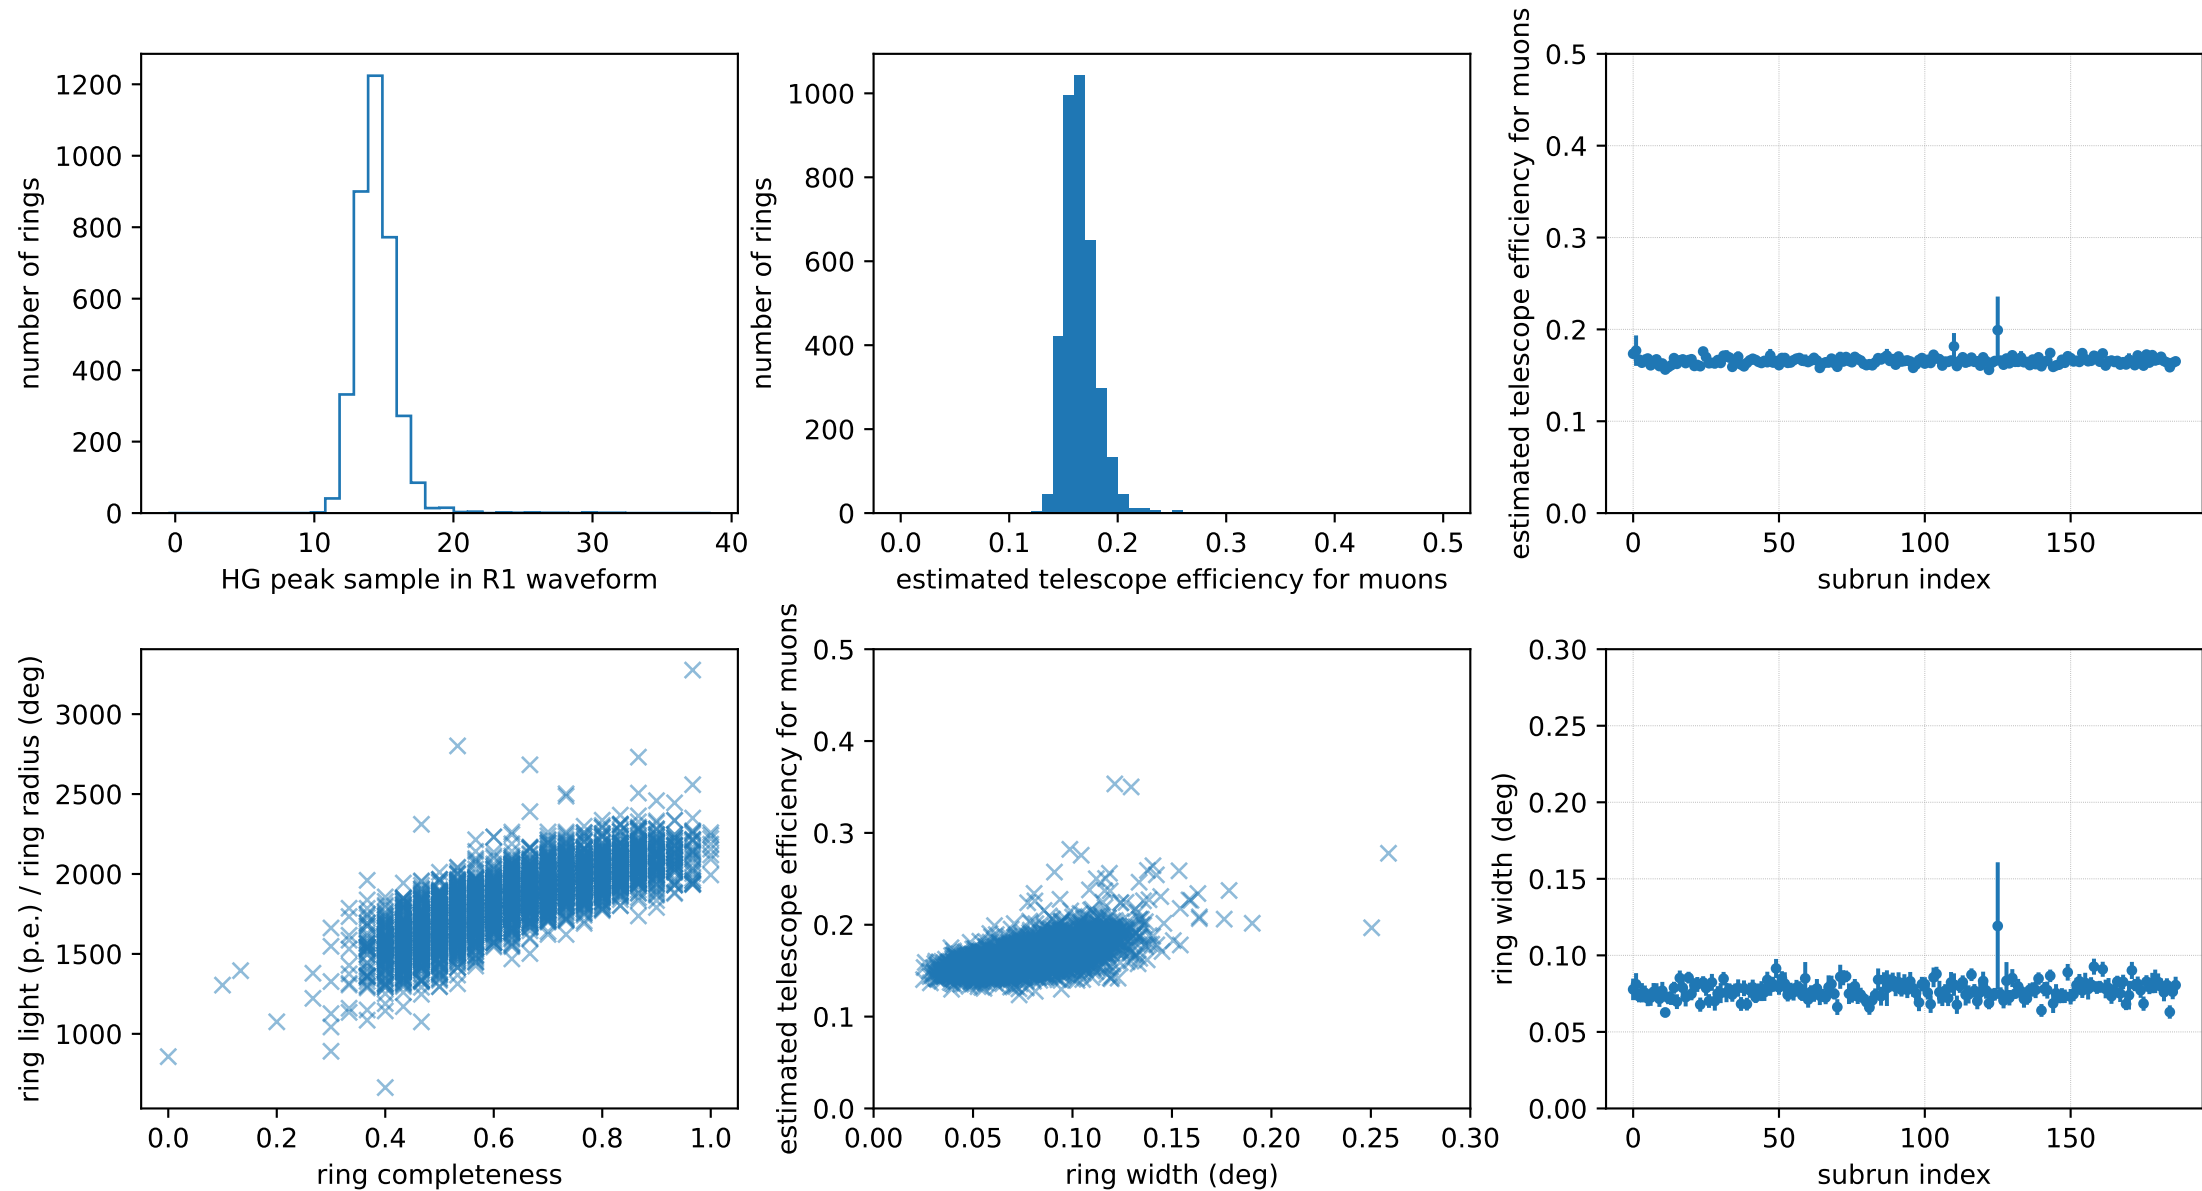 1200
1000
800
600
400
200
0
number of rings
0 10 20 30 40
HG peak sample in R1 waveform
1000
800
600
400
200
0
number of rings
0.0 0.1 0.2 0.3 0.4 0.5
estimated telescope efficiency for muons
0.5
0.4
0.3
0.2
0.1
0.0
estimated telescope efficiency for muons
0 50 100 150
subrun index
3000
2500
2000
1500
1000
ring light (p.e.) / ring radius (deg)
0.0 0.2 0.4 0.6 0.8 1.0
ring completeness
0.5
0.4
0.3
0.2
0.1
0.0
estimated telescope efficiency for muons
0.00 0.05 0.10 0.15 0.20 0.25 0.30
ring width (deg)
0.30
0.25
0.20
0.15
0.10
0.05
0.00
ring width (deg)
0 50 100 150
subrun index